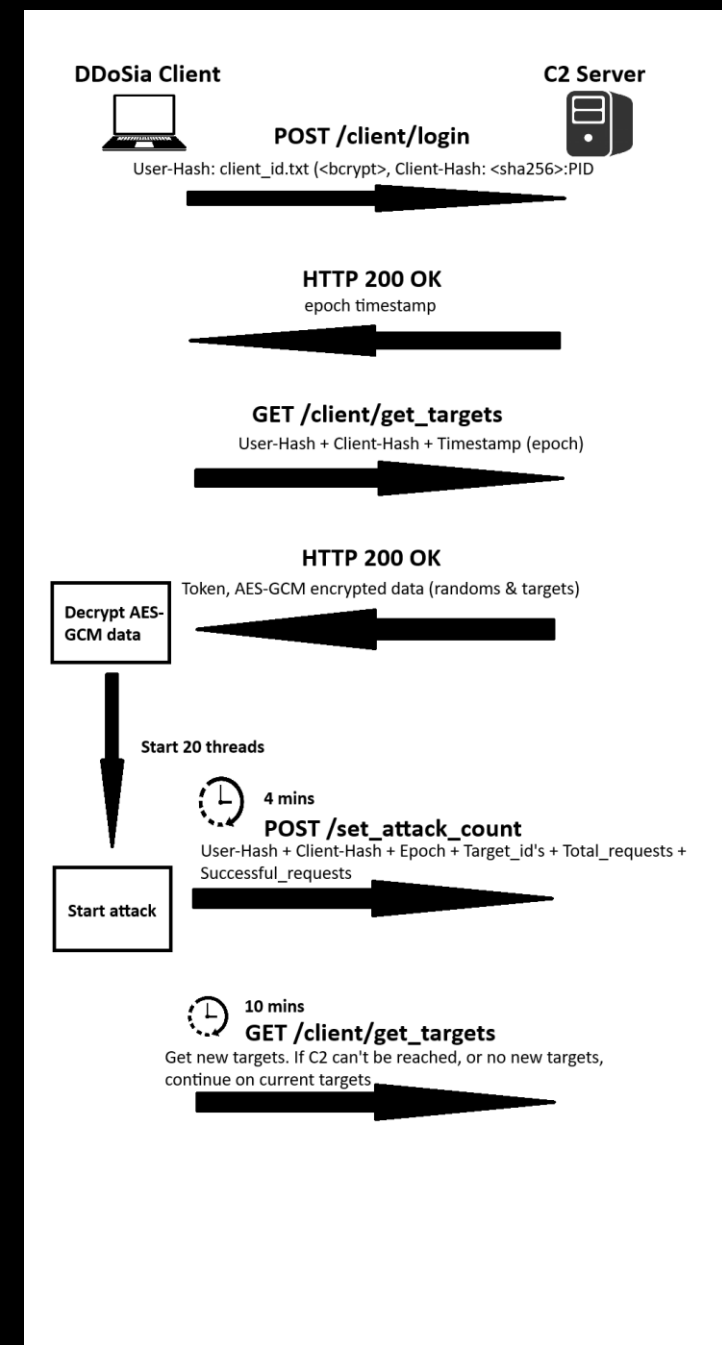 DDoSia Client
C2 Server
POST /client/login
User-Hash: client_id.txt (<bcrypt>, Client-Hash: <sha256>:PID
HTTP 200 OK
epoch timestamp
GET /client/get_targets
User-Hash + Client-Hash + Timestamp (epoch)
HTTP 200 OK
Token, AES-GCM encrypted data (randoms & targets)
Decrypt AES-
GCM data
Start 20 threads
4 mins
POST /set_attack_count
User-Hash + Client-Hash + Epoch + Target_id's + Total_requests +
Successful_requests
Start attack
10 mins
GET /client/get_targets
Get new targets. If C2 can't be reached, or no new targets,
continue on current targets